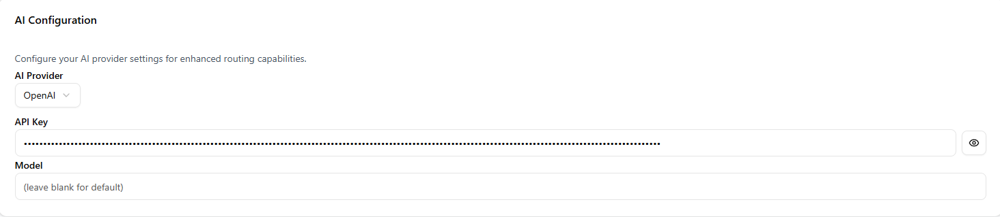 AI Configuration
Configure your AI provider settings for enhanced routing capabilities.
AI Provider
OpenAI
API Key
Model
(leave blank for default)